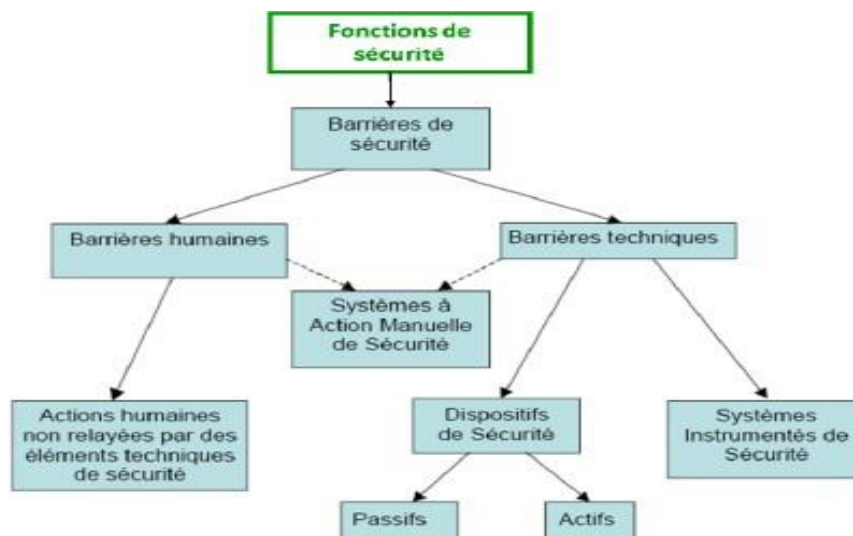 Fonctions de
sécurité
Barrières de
sécurité
Barrières humaines
Barrières techniques
Systèmes à
Action Manuelle
de Sécurité
Actions humaines
non relayées par des
éléments techniques
de sécurité
Dispositifs
de Sécurité
Systèmes
Instrumentés de
Sécurité
Passifs
Actifs